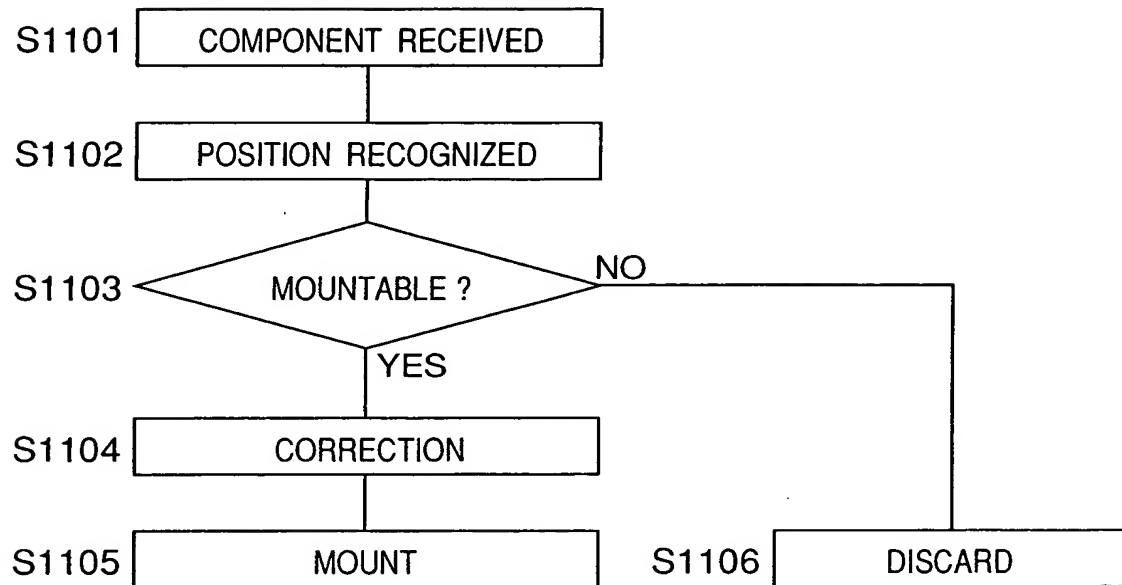 S1101 COMPONENT RECEIVED
S1102 POSITION RECOGNIZED
S1103 MOUNTABLE ? NO
YES
S1104 CORRECTION
S1105 MOUNT S1106 DISCARD